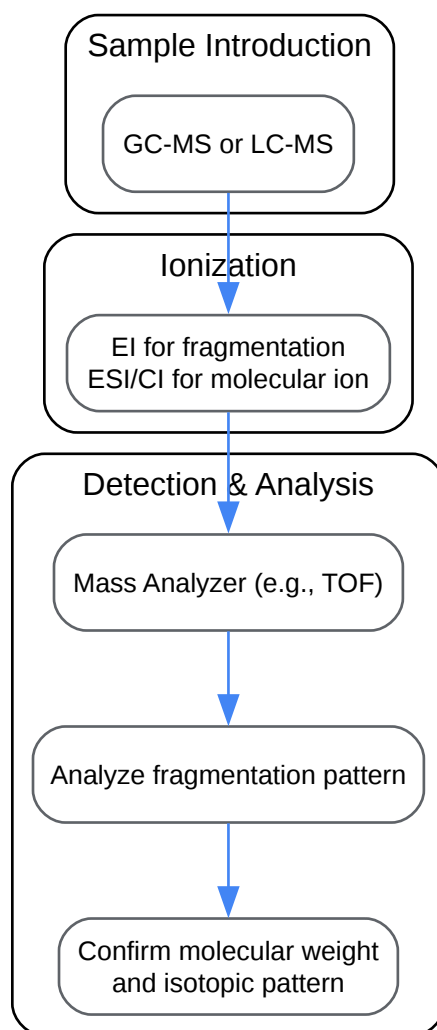 Sample Introduction
GC-MS or LC-MS
Ionization
EI for fragmentation
ESI/CI for molecular ion
Detection & Analysis
Mass Analyzer (e.g., TOF)
Analyze fragmentation pattern
Confirm molecular weight
and isotopic pattern